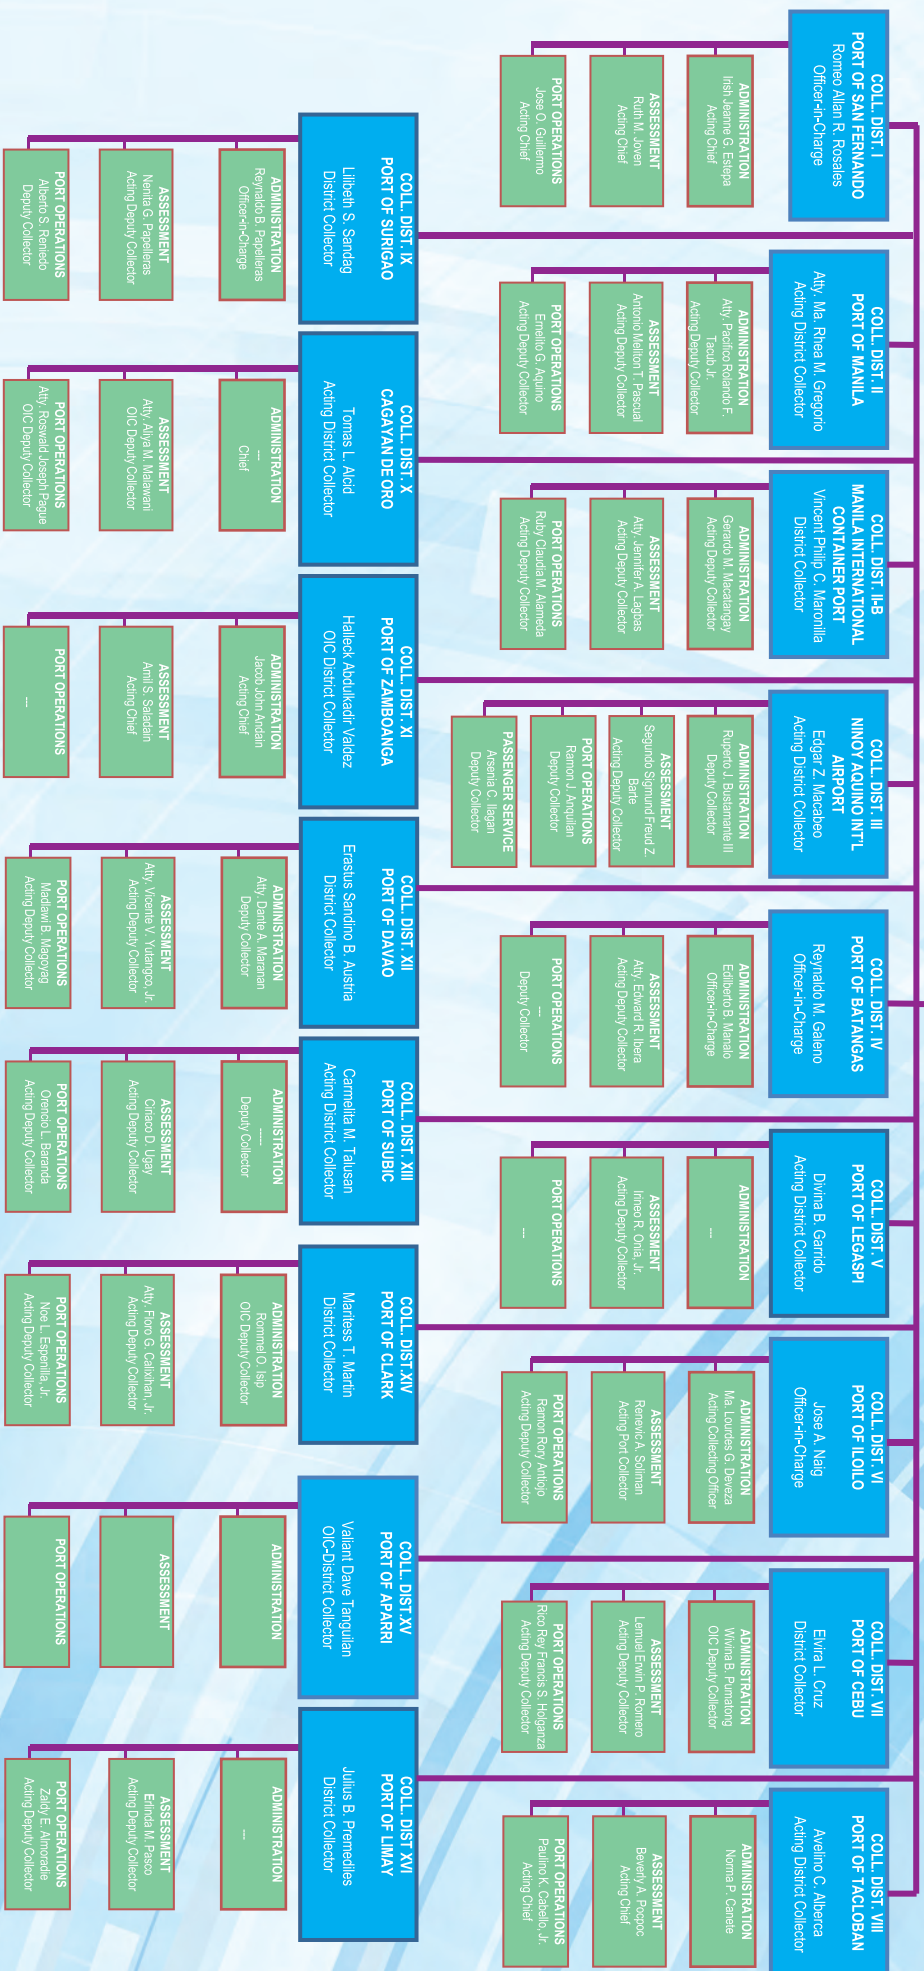 COLL. DIST. I
PORT OF SAN FERNANDO
Romeo Allan R. Rosales
Officer-in-Charge
ADMINISTRATION
Irish Jeanne G. Estepa
Acting Chief
ASSESSMENT
Ruth M. Joven
Acting Chief
PORT OPERATIONS
Jose O. Guillermo
Acting Chief
COLL. DIST. II
PORT OF MANILA
Atty. Ma. Rhea M. Gregorio
Acting District Collector
ADMINISTRATION
Atty. Pacifico Rolando F.
Tacub Jr.
Acting Deputy Collector
ASSESSMENT
Antonio Meliton T. Pascual
Acting Deputy Collector
PORT OPERATIONS
Ernelito G. Aquino
Acting Deputy Collector
COLL. DIST. II-B
MANILA INTERNATIONAL
CONTAINER PORT
Vincent Philip C. Maronilla
District Collector
ADMINISTRATION
Gerardo M. Macatangay
Acting Deputy Collector
ASSESSMENT
Atty. Jennifer A. Lagbas
Acting Deputy Collector
PORT OPERATIONS
Ruby Claudia M. Alameda
Acting Deputy Collector
COLL. DIST. III
NINOY AQUINO INT'L
AIRPORT
Edgar Z. Macabeo
Acting District Collector
ADMINISTRATION
Ruperto J. Bustamante III
Deputy Collector
ASSESSMENT
Segundo Sigmund Freud Z.
Barte
Acting Deputy Collector
PORT OPERATIONS
Ramon J. Anquilan
Deputy Collector
PASSENGER SERVICE
Arsenia C. Ilagan
Deputy Collector
COLL. DIST. IV
PORT OF BATANGAS
Reynaldo M. Galeno
Officer-in-Charge
ADMINISTRATION
Edilberto B. Manalo
Officer-in-Charge
ASSESSMENT
Atty. Edward R. Ibera
Acting Deputy Collector
PORT OPERATIONS
---
Deputy Collector
COLL. DIST. V
PORT OF LEGASPI
Divina B. Garrido
Acting District Collector
ADMINISTRATION
---
ASSESSMENT
Irineo R. Onia, Jr.
Acting Deputy Collector
PORT OPERATIONS
---
COLL. DIST. VI
PORT OF ILOILO
Jose A. Naig
Officer-in-Charge
ADMINISTRATION
Ma. Lourdes G. Deveza
Acting Collecting Officer
ASSESSMENT
Renevic A. Soliman
Acting Port Collector
PORT OPERATIONS
Ramon Rory Antiojo
Acting Deputy Collector
COLL. DIST. VII
PORT OF CEBU
Elvira L. Cruz
District Collector
ADMINISTRATION
Wivina B. Pumatong
OIC Deputy Collector
ASSESSMENT
Lemuel Erwin P. Romero
Acting Deputy Collector
PORT OPERATIONS
Rico Rey Francis S. Holganza
Acting Deputy Collector
COLL. DIST. VIII
PORT OF TACLOBAN
Avelino C. Alberca
Acting District Collector
ADMINISTRATION
Norma P. Canete
ASSESSMENT
Beverly A. Pocpoc
Acting Chief
PORT OPERATIONS
Paulino K. Cabello, Jr.
Acting Chief
COLL. DIST. IX
PORT OF SURIGAO
Lilibeth S. Sandag
District Collector
ADMINISTRATION
Reynaldo B. Papelleras
Officer-in-Charge
ASSESSMENT
Nenita G. Papelleras
Acting Deputy Collector
PORT OPERATIONS
Alberto S. Reniedo
Deputy Collector
COLL. DIST. X
CAGAYAN DE ORO
Tomas L. Alcid
Acting District Collector
ADMINISTRATION
---
Chief
ASSESSMENT
Atty. Aliya M. Malawani
OIC Deputy Collector
PORT OPERATIONS
Atty. Roswald Joseph Pague
OIC Deputy Collector
COLL. DIST. XI
PORT OF ZAMBOANGA
Halleck Abdulkadir Valdez
OIC District Collector
ADMINISTRATION
Jacob John Andain
Acting Chief
ASSESSMENT
Amil S. Saladain
Acting Chief
PORT OPERATIONS
---
COLL. DIST. XII
PORT OF DAVAO
Erastus Sandino B. Austria
District Collector
ADMINISTRATION
Atty. Dante A. Maranan
Deputy Collector
ASSESSMENT
Atty. Vicente V. Yutangco, Jr.
Acting Deputy Collector
PORT OPERATIONS
Madlawi B. Magoyag
Acting Deputy Collector
COLL. DIST. XIII
PORT OF SUBIC
Carmelita M. Talusan
Acting District Collector
ADMINISTRATION
----
Deputy Collector
ASSESSMENT
Ciriaco D. Ugay
Acting Deputy Collector
PORT OPERATIONS
Orencio L. Baranda
Acting Deputy Collector
COLL. DIST.XIV
PORT OF CLARK
Maritess T. Martin
District Collector
ADMINISTRATION
Rommel O. Isip
OIC Deputy Collector
ASSESSMENT
Atty. Floro G. Calixihan, Jr.
Acting Deputy Collector
PORT OPERATIONS
Noe L. Espenilla, Jr.
Acting Deputy Collector
COLL. DIST.XV
PORT OF APARRI
Valiant Dave Tanguilan
OIC-District Collector
ADMINISTRATION
ASSESSMENT
PORT OPERATIONS
COLL. DIST XVI
PORT OF LIMAY
Julius B. Premedlles
District Collector
ADMINISTRATION
---
ASSESSMENT
Erlinda M. Pasco
Acting Deputy Collector
PORT OPERATIONS
Zaldy E. Almoradie
Acting Deputy Collector